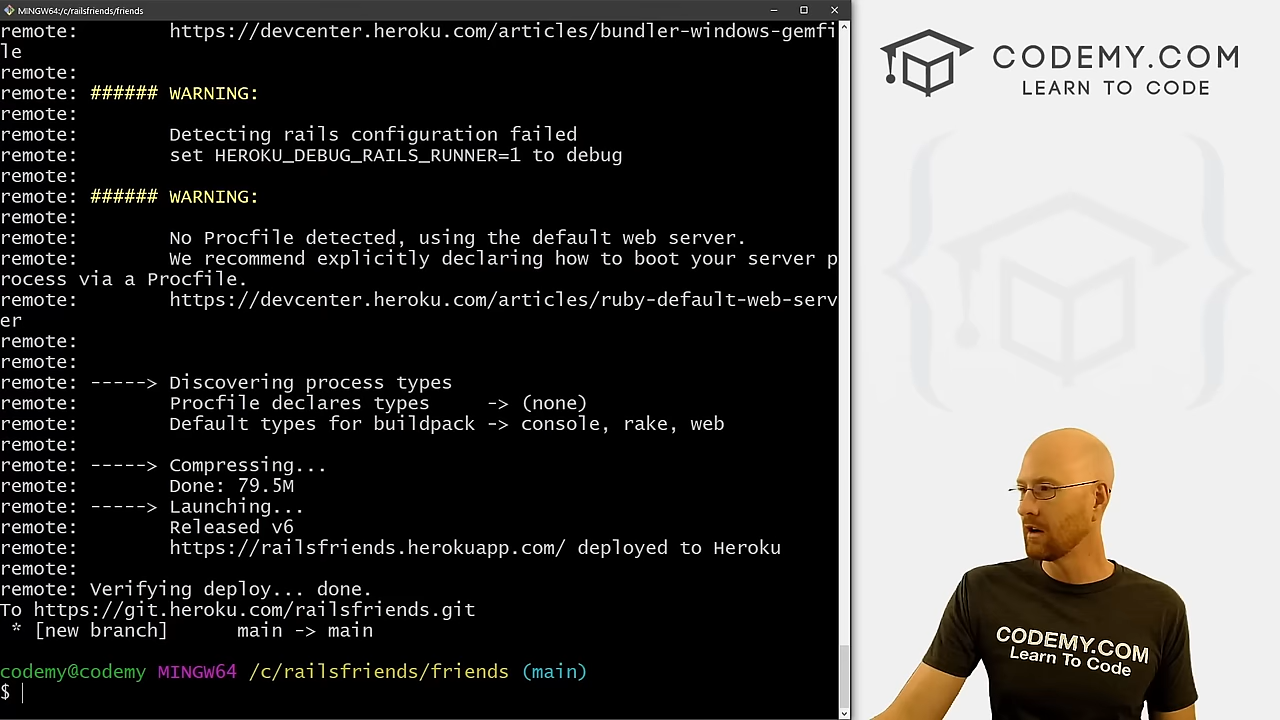 MINGW64:/c/railsfriends/friends
remote:        https://devcenter.heroku.com/articles/bundler-windows-gemfi
le
remote:
remote: ###### WARNING:
remote:
remote:        Detecting rails configuration failed
remote:        set HEROKU_DEBUG_RAILS_RUNNER=1 to debug
remote:
remote: ###### WARNING:
remote:
remote:        No Procfile detected, using the default web server.
remote:        We recommend explicitly declaring how to boot your server p
rocess via a Procfile.
remote:        https://devcenter.heroku.com/articles/ruby-default-web-serv
er
remote:
remote:
remote: -----> Discovering process types
remote:        Procfile declares types     -> (none)
remote:        Default types for buildpack -> console, rake, web
remote:
remote: -----> Compressing...
remote:        Done: 79.5M
remote: -----> Launching...
remote:        Released v6
remote:        https://railsfriends.herokuapp.com/ deployed to Heroku
remote:
remote: Verifying deploy... done.
To https://git.heroku.com/railsfriends.git
 * [new branch]      main -> main
codemy@codemy MINGW64 /c/railsfriends/friends (main)
$
CODEMY.COM
LEARN TO CODE
CODEMY.COM
Learn To Code